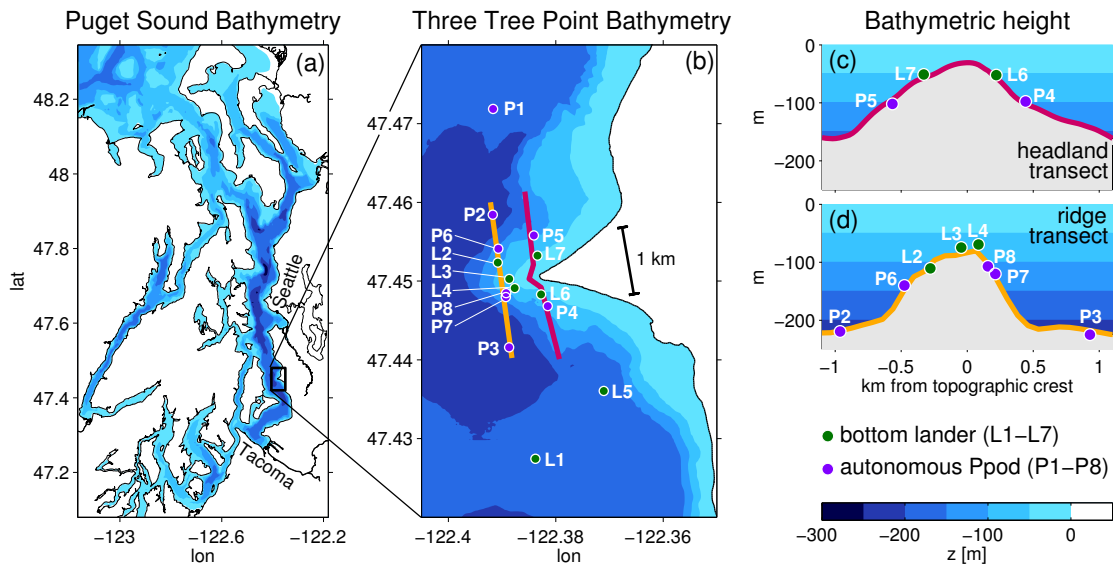 Puget Sound Bathymetry
Three Tree Point Bathymetry
Bathymetric height
(a)
48.2
48
47.8
47.6
47.4
47.2
lat
Seattle
Tacoma
−123
−122.6
−122.2
lon
(b)
47.47
47.46
47.45
47.44
47.43
P1
P2
P6
L2
L3
L4
P8
P7
P3
P5
L7
L6
P4
L5
L1
1 km
−122.4
−122.38
−122.36
lon
(c)
0
−100
−200
m
L7
L6
P5
P4
headland
transect
(d)
0
−100
−200
m
ridge
transect
L3
L4
L2
P8
P6
P7
P2
P3
−1
−0.5
0
0.5
1
km from topographic crest
bottom lander (L1−L7)
autonomous Ppod (P1−P8)
−300
−200
−100
0
z [m]